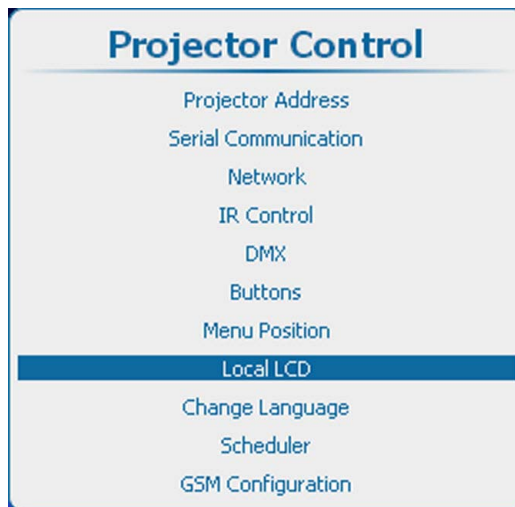 Projector Control
Projector Address
Serial Communication
Network
IR Control
DMX
Buttons
Menu Position
Local LCD
Change Language
Scheduler
GSM Configuration